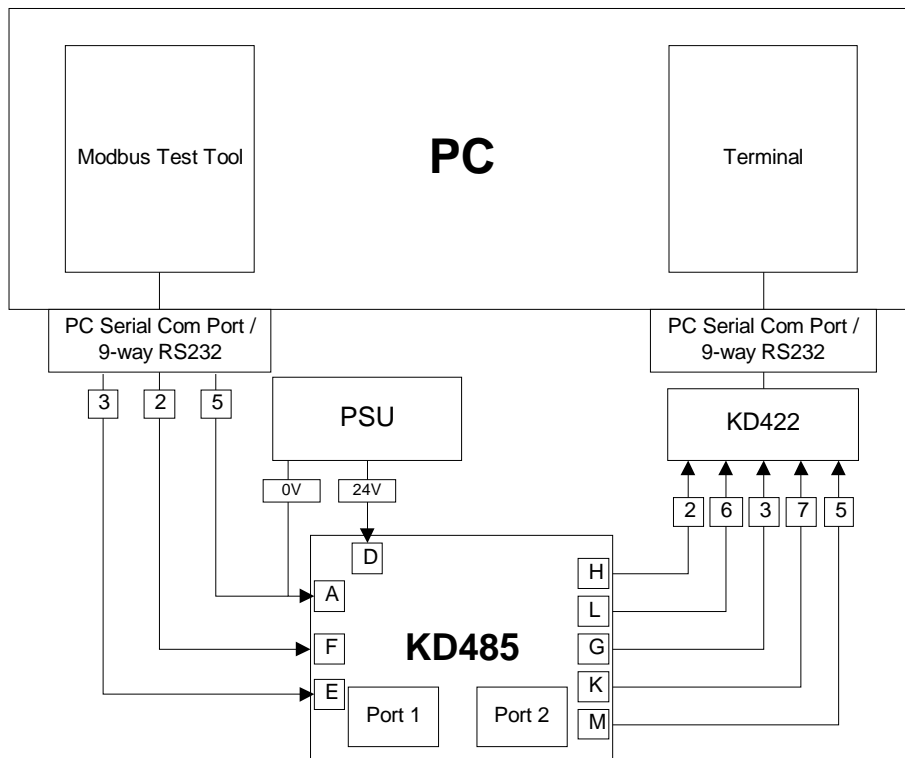 PC
Modbus Test Tool
Terminal
PC Serial Com Port /
9-way RS232
PC Serial Com Port /
9-way RS232
3
2
5
PSU
0V
24V
KD422
2
6
3
7
5
D
A
F
E
KD485
H
L
G
K
M
Port 1
Port 2